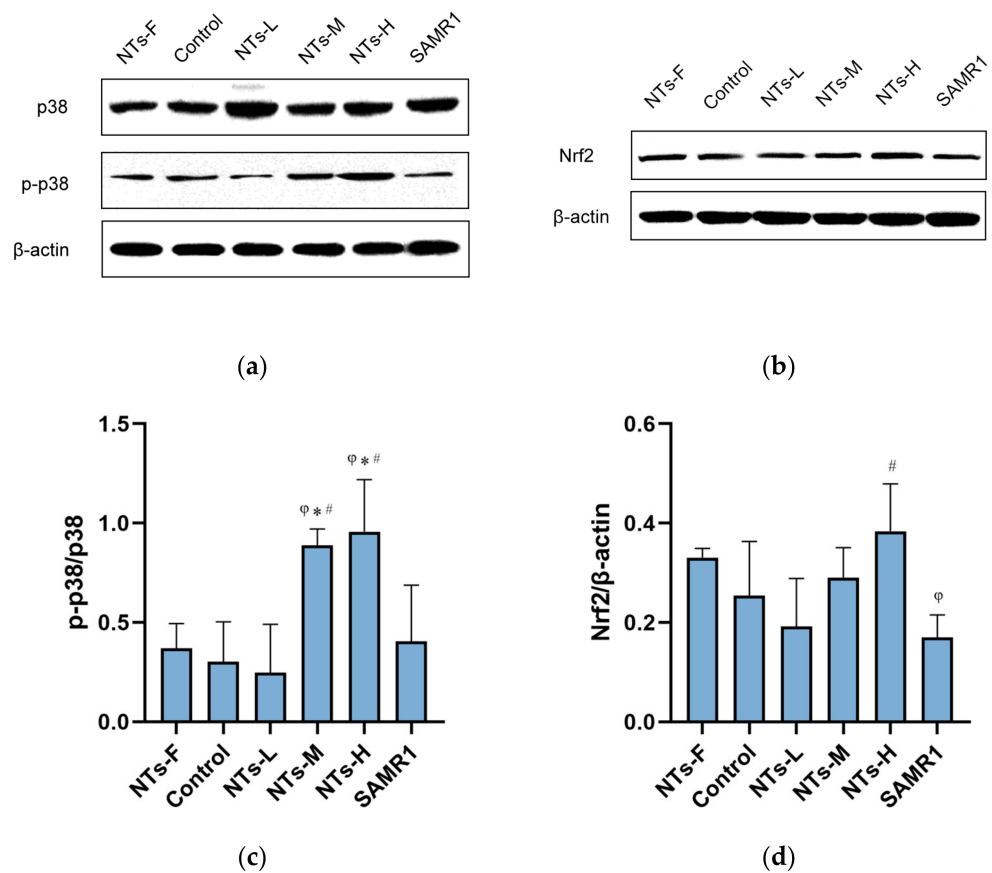 NTs-F Control NTs-L NTs-M NTs-H SAMR1
p38
p-p38
β-actin
(a)
NTs-F Control NTs-L NTs-M NTs-H SAMR1
Nrf2
β-actin
(b)
p-p38/p38
1.5
1.0
0.5
0.0
φ * #
φ * #
NTs-F Control NTs-L NTs-M NTs-H SAMR1
(c)
Nrf2/β-actin
0.6
0.4
0.2
0.0
#
φ
NTs-F Control NTs-L NTs-M NTs-H SAMR1
(d)